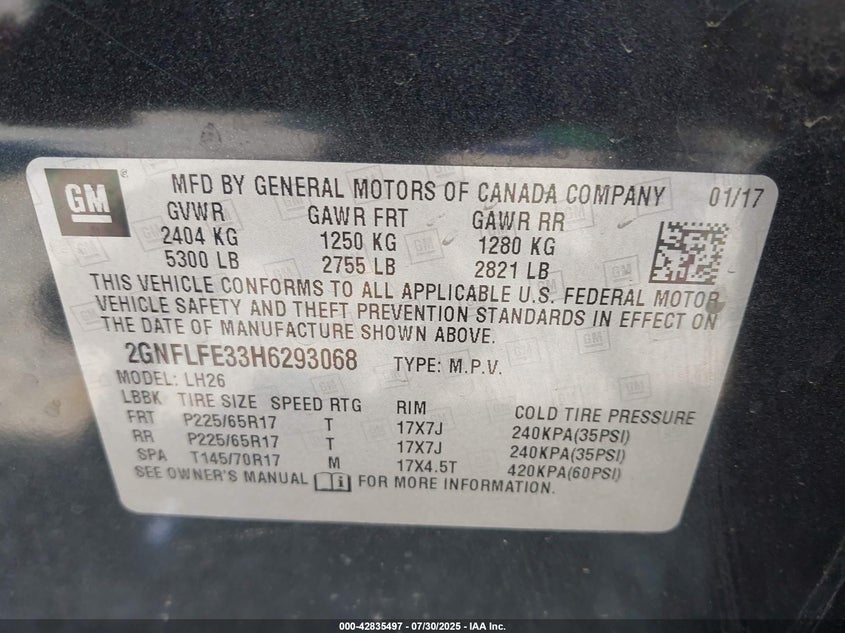 GM
MFD BY GENERAL MOTORS OF CANADA COMPANY 01/17
GVWR GAWR FRT GAWR RR
2404 KG 1250 KG 1280 KG
5300 LB 2755 LB 2821 LB
THIS VEHICLE CONFORMS TO ALL APPLICABLE U.S. FEDERAL MOTOR
VEHICLE SAFETY AND THEFT PREVENTION STANDARDS IN EFFECT ON
THE DATE OF MANUFACTURE SHOWN ABOVE.
2GNFLFE33H6293068 TYPE: M.P.V.
MODEL: LH26
LBBK TIRE SIZE SPEED RTG RIM COLD TIRE PRESSURE
FRT P225/65R17 T 17X7J 240KPA(35PSI)
RR P225/65R17 T 17X7J 240KPA(35PSI)
SPA T145/70R17 M 17X4.5T 420KPA(60PSI)
SEE OWNER'S MANUAL FOR MORE INFORMATION.
000-42835497 - 07/30/2025 - IAA Inc.